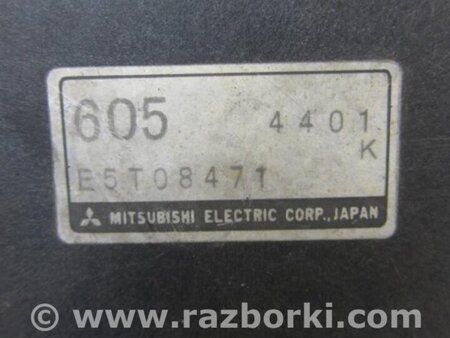 605 4401
K
E5T08471
MITSUBISHI ELECTRIC CORP., JAPAN
© www.razborki.com